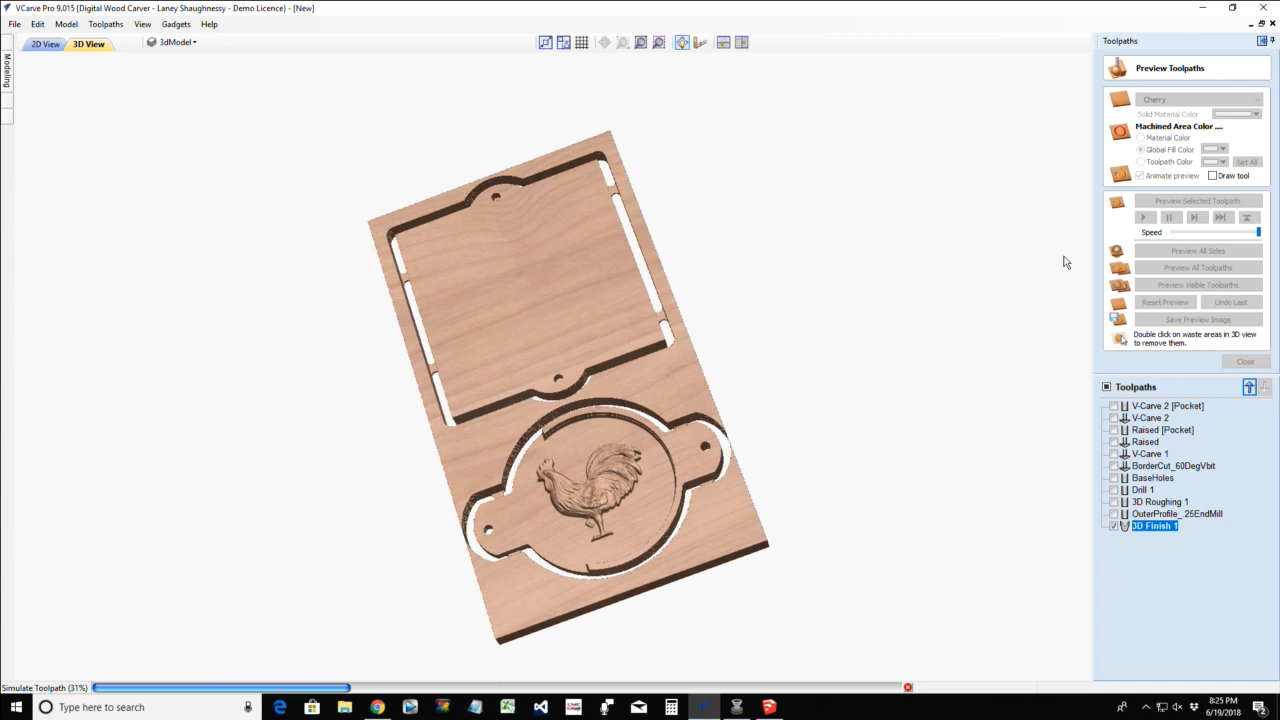 VCarve Pro 9.015 {Digital Wood Carver - Laney Shaughnessy - Demo Licence} - [New]
File Edit Model Toolpaths View Gadgets Help
2D View 3D View 3dModel
Modeling
Toolpaths
Preview Toolpaths
Cherry
Solid Material Color
Machined Area Color ....
Material Color
Global Fill Color
Toolpath Color Set All
Animate preview Draw tool
Preview Selected Toolpath
Speed
Preview All Sides
Preview All Toolpaths
Preview Visible Toolpaths
Reset Preview Undo Last
Save Preview Image
Double click on waste areas in 3D view
to remove them.
Close
Toolpaths
V-Carve 2 [Pocket]
V-Carve 2
Raised [Pocket]
Raised
V-Carve 1
BorderCut_60DegVbit
BaseHoles
Drill 1
3D Roughing 1
OuterProfile_.25EndMill
3D Finish 1
Simulate Toolpath (31%)
Type here to search
8:25 PM
6/19/2018
2